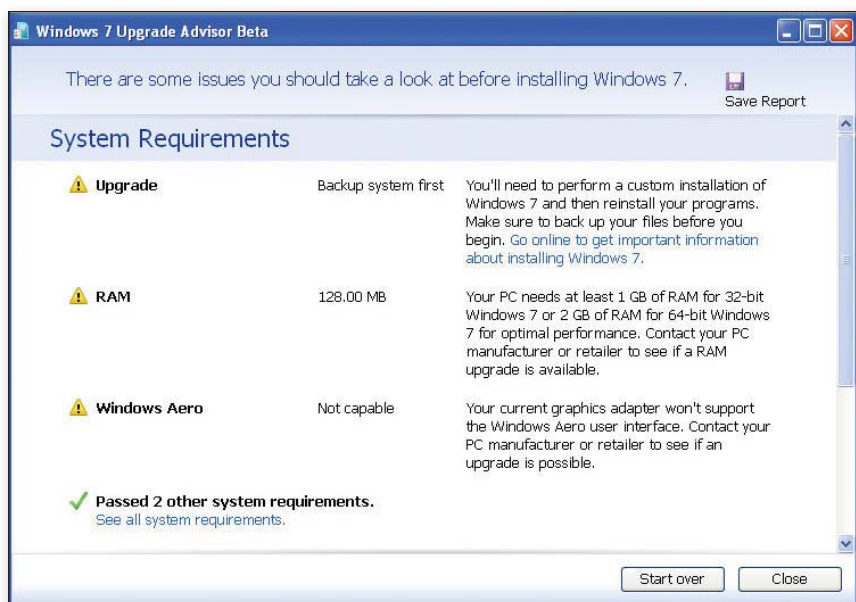 Windows 7 Upgrade Advisor Beta
There are some issues you should take a look at before installing Windows 7.
Save Report
System Requirements
Upgrade
Backup system first
You'll need to perform a custom installation of
Windows 7 and then reinstall your programs.
Make sure to back up your files before you
begin. Go online to get important information
about installing Windows 7.
RAM
128.00 MB
Your PC needs at least 1 GB of RAM for 32-bit
Windows 7 or 2 GB of RAM for 64-bit Windows
7 for optimal performance. Contact your PC
manufacturer or retailer to see if a RAM
upgrade is available.
Windows Aero
Not capable
Your current graphics adapter won't support
the Windows Aero user interface. Contact your
PC manufacturer or retailer to see if an
upgrade is possible.
Passed 2 other system requirements.
See all system requirements.
Start over
Close